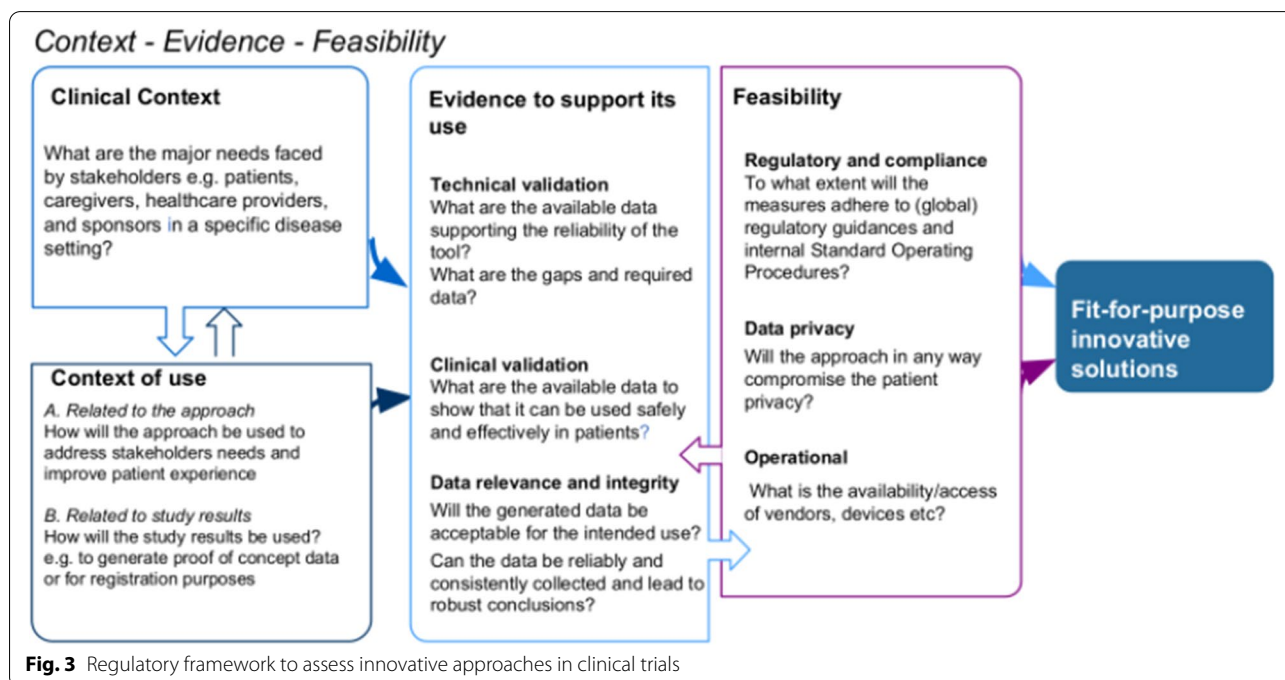 Context - Evidence - Feasibility
Clinical Context
What are the major needs faced
by stakeholders e.g. patients,
caregivers, healthcare providers,
and sponsors in a specific disease
setting?
Context of use
A. Related to the approach
How will the approach be used to
address stakeholders needs and
improve patient experience
B. Related to study results
How will the study results be used?
e.g. to generate proof of concept data
or for registration purposes
Evidence to support its
use
Technical validation
What are the available data
supporting the reliability of the
tool?
What are the gaps and required
data?
Clinical validation
What are the available data to
show that it can be used safely
and effectively in patients?
Data relevance and integrity
Will the generated data be
acceptable for the intended use?
Can the data be reliably and
consistently collected and lead to
robust conclusions?
Feasibility
Regulatory and compliance
To what extent will the
measures adhere to (global)
regulatory guidances and
internal Standard Operating
Procedures?
Data privacy
Will the approach in any way
compromise the patient
privacy?
Operational
What is the availability/access
of vendors, devices etc?
Fit-for-purpose
innovative
solutions
Fig. 3 Regulatory framework to assess innovative approaches in clinical trials